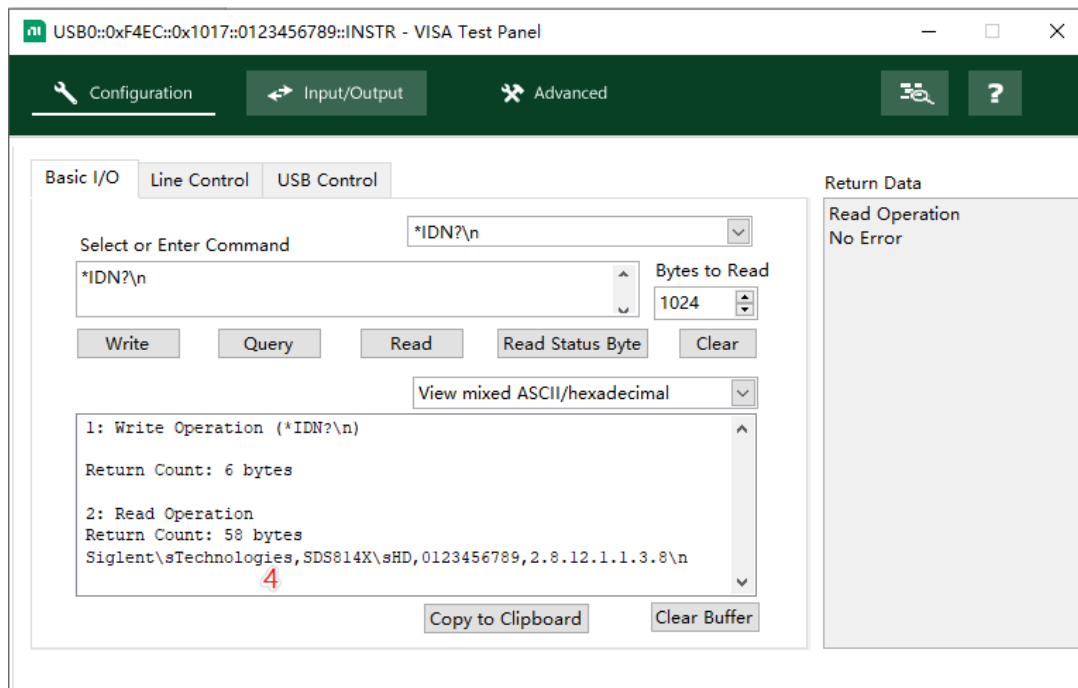 USB0::0xF4EC::0x1017::0123456789::INSTR - VISA Test Panel
Configuration
Input/Output
Advanced
?
Basic I/O
Line Control
USB Control
Return Data
Read Operation
No Error
Select or Enter Command
*IDN?\n
*IDN?\n
Bytes to Read
1024
Write
Query
Read
Read Status Byte
Clear
View mixed ASCII/hexadecimal
1: Write Operation (*IDN?\n)
Return Count: 6 bytes
2: Read Operation
Return Count: 58 bytes
Siglent\sTechnologies,SDS814X\sHD,0123456789,2.8.12.1.1.3.8\n
4
Copy to Clipboard
Clear Buffer